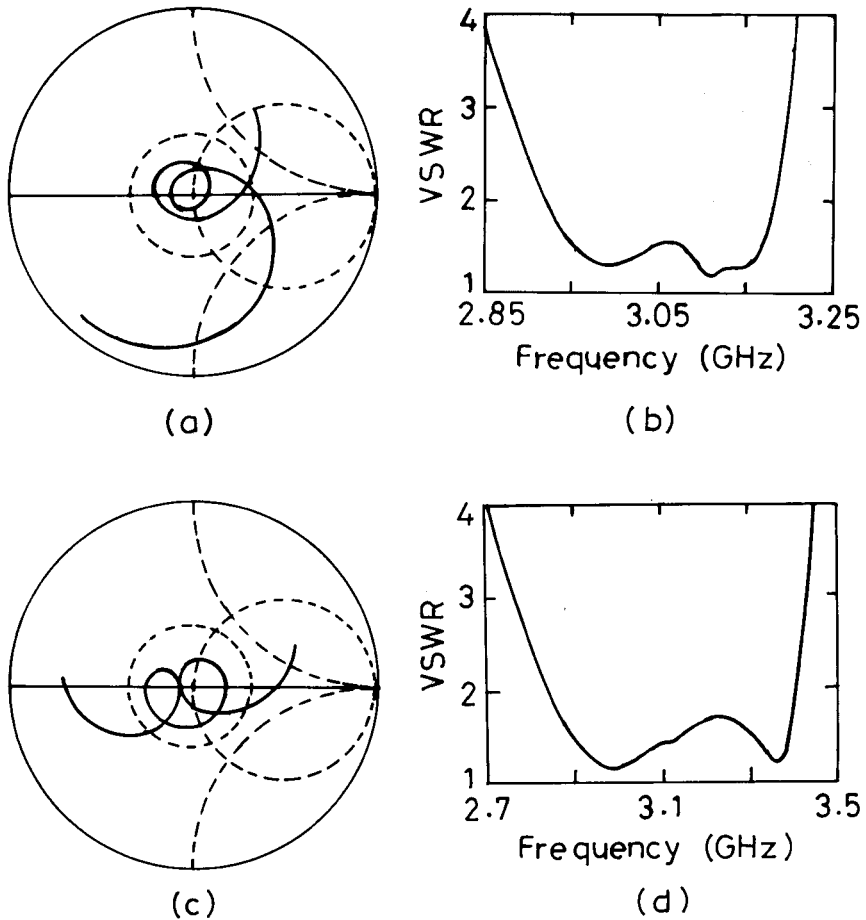 4
3
2
1
VSWR
2.85
3.05
3.25
Frequency (GHz)
(a)
(b)
4
3
2
1
VSWR
2.7
3.1
3.5
Frequency (GHz)
(c)
(d)